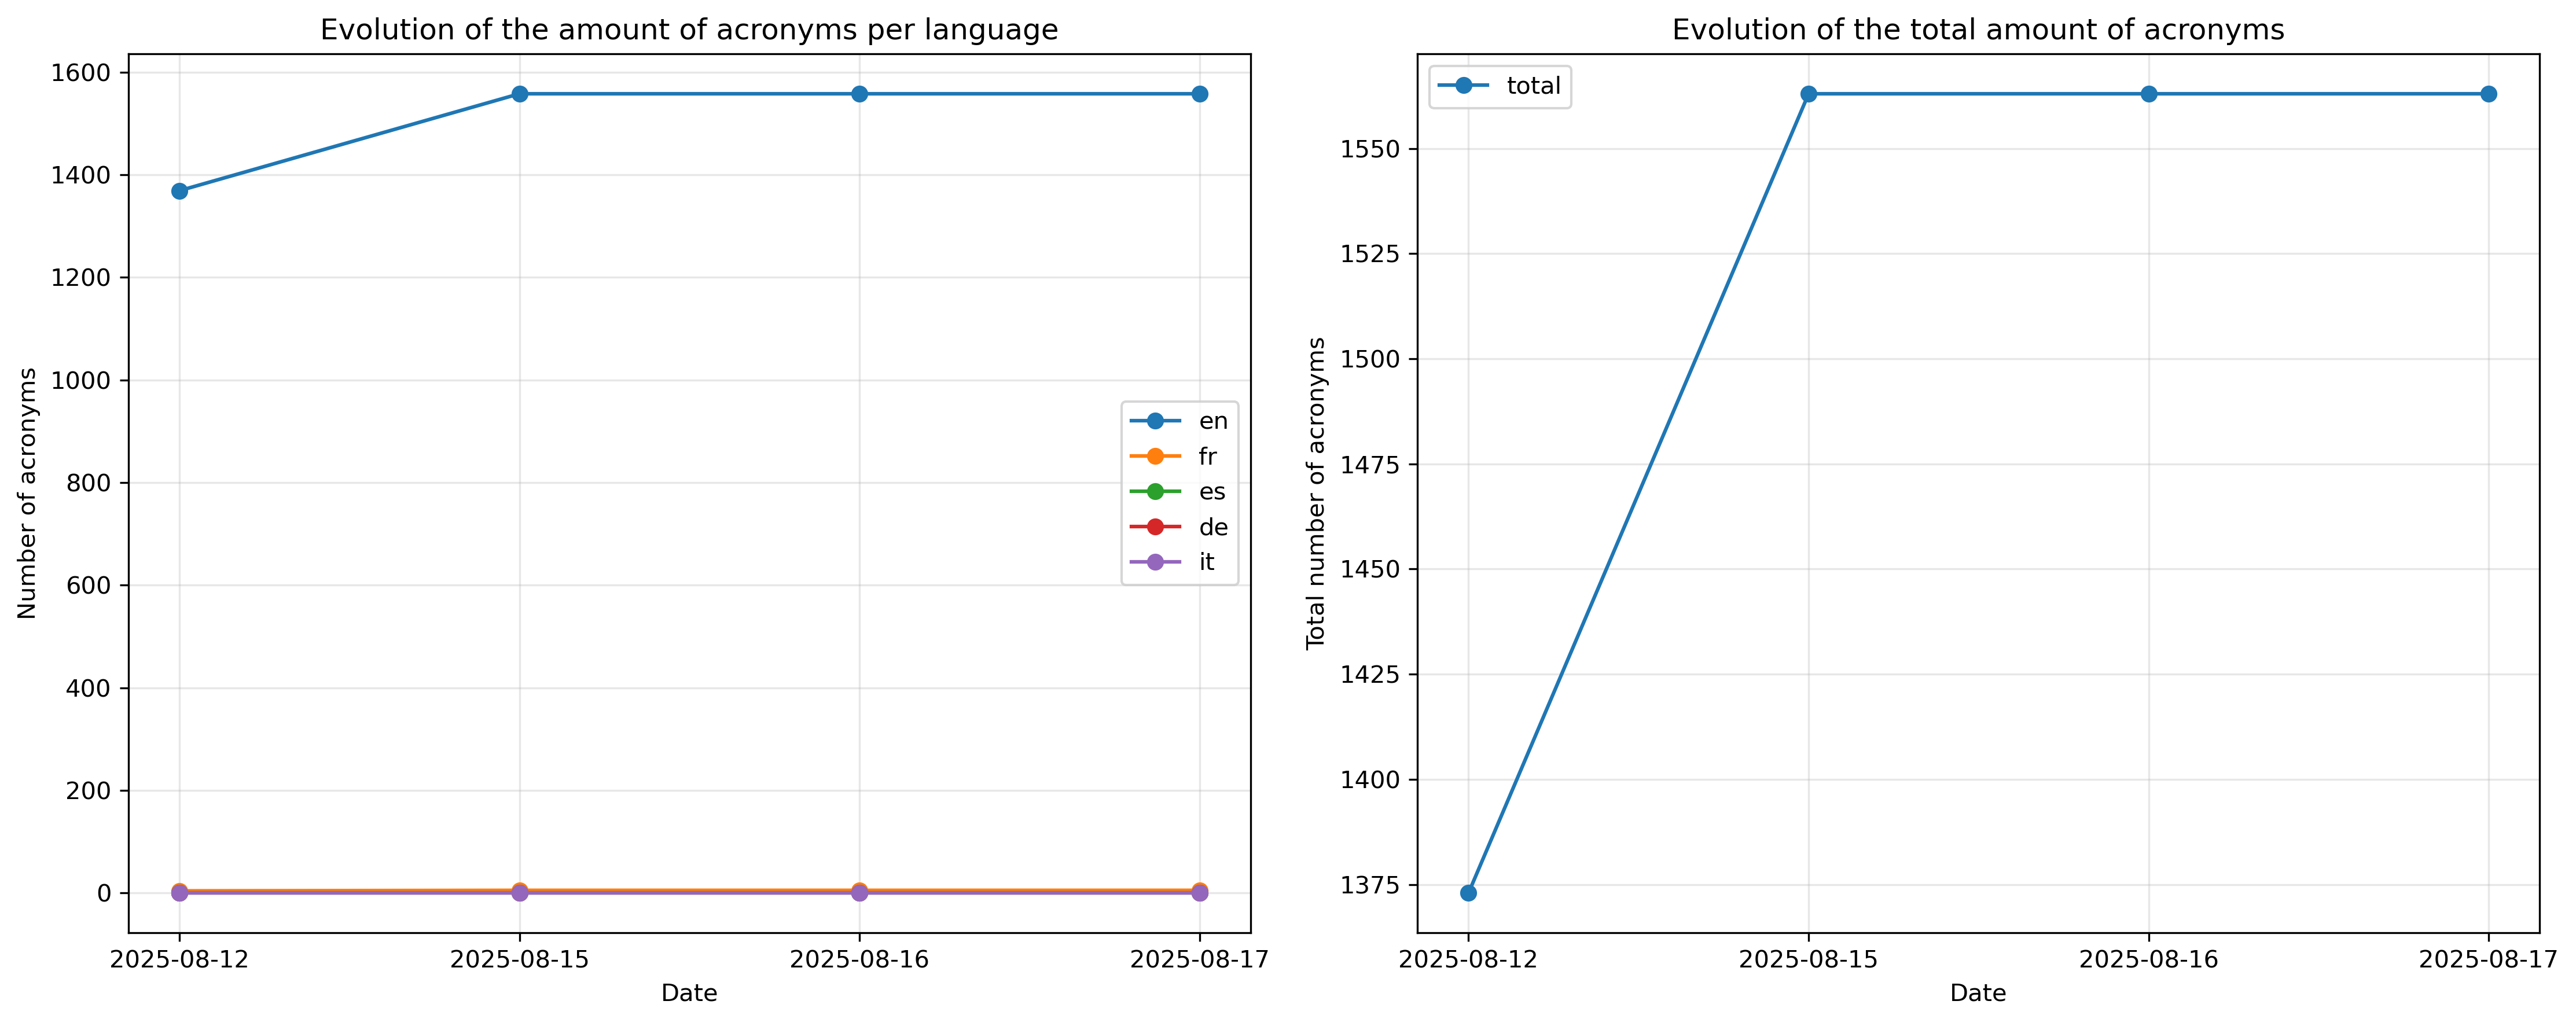 Evolution of the amount of acronyms per language
Number of acronyms
1600
1400
1200
1000
800
600
400
200
0
en
fr
es
de
it
2025-08-12
2025-08-15
2025-08-16
2025-08-17
Date
Evolution of the total amount of acronyms
Total number of acronyms
total
1550
1525
1500
1475
1450
1425
1400
1375
2025-08-12
2025-08-15
2025-08-16
2025-08-17
Date